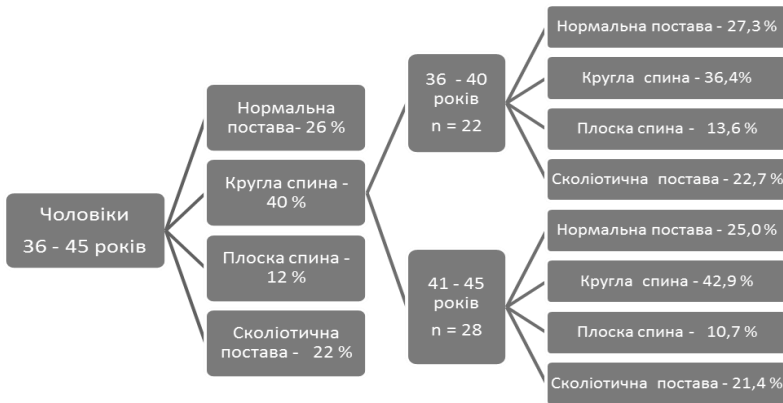 Чоловіки
36 - 45 років
Нормальна
постава- 26 %
Кругла спина -
40 %
Плоска спина -
12 %
Сколіотична
постава -   22 %
36  - 40
років
n = 22
41 - 45
років
n = 28
Нормальна постава - 27,3 %
Кругла  спина - 36,4%
Плоска спина -  13,6 %
Сколіотична  постава - 22,7 %
Нормальна постава - 25,0 %
Кругла  спина - 42,9 %
Плоска спина -  10,7 %
Сколіотична постава - 21,4 %